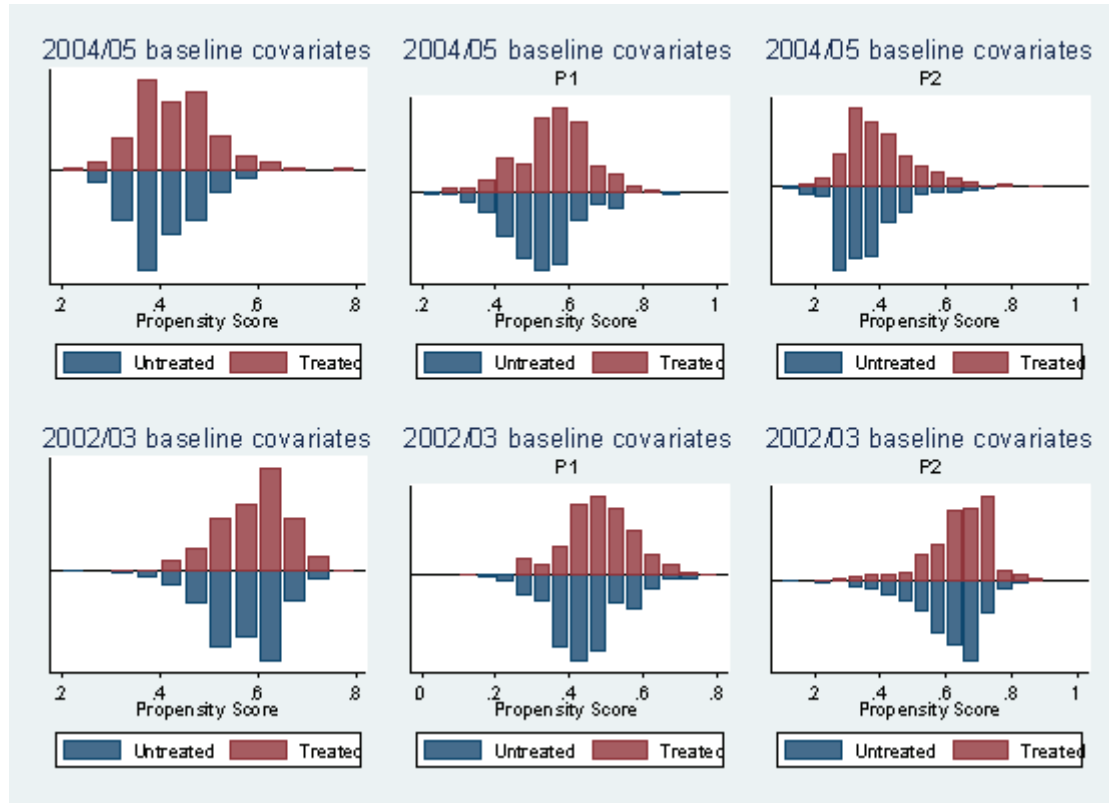 2004/05 baseline covariates
.2 .4 .6 .8
Propensity Score
Untreated Treated
2004/05 baseline covariates
P1
.2 .4 .6 .8 1
Propensity Score
Untreated Treated
2004/05 baseline covariates
P2
.2 .4 .6 .8 1
Propensity Score
Untreated Treated
2002/03 baseline covariates
.2 .4 .6 .8
Propensity Score
Untreated Treated
2002/03 baseline covariates
P1
0 .2 .4 .6 .8
Propensity Score
Untreated Treated
2002/03 baseline covariates
P2
.2 .4 .6 .8 1
Propensity Score
Untreated Treated